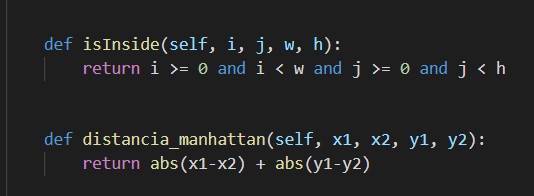 def isInside(self, i, j, w, h):
return i >= 0 and i < w and j >= 0 and j < h
def distancia_manhattan(self, x1, x2, y1, y2):
return abs(x1-x2) + abs(y1-y2)